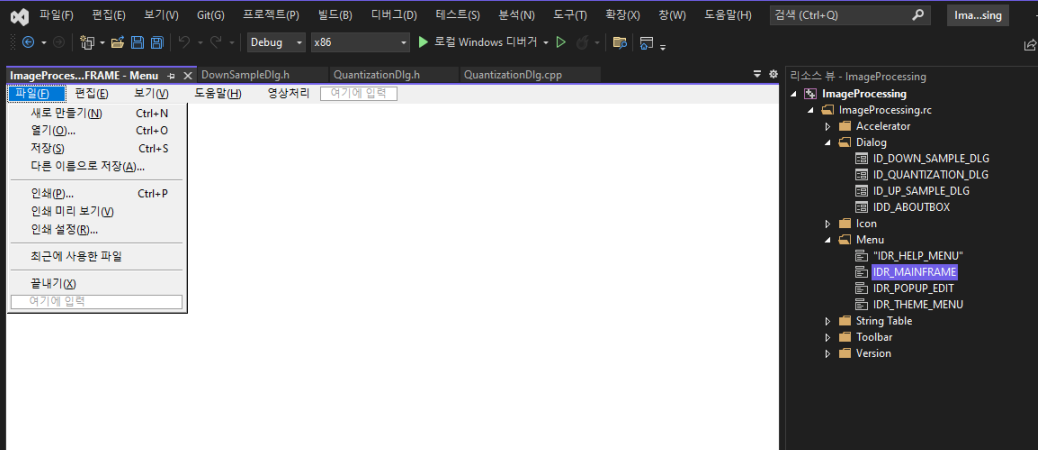 파일(F) 편집(E) 보기(V) Git(G) 프로젝트(P) 빌드(B) 디버그(D) 테스트(S) 분석(N) 도구(T) 확장(X) 창(W) 도움말(H) 검색 (Ctrl+Q) Ima...sing
Debug x86 로컬 Windows 디버거
ImageProces...FRAME - Menu DownSampleDlg.h QuantizationDlg.h QuantizationDlg.cpp
파일(F) 편집(E) 보기(V) 도움말(H) 영상처리 여기에 입력
새로 만들기(N) Ctrl+N
열기(O)... Ctrl+O
저장(S) Ctrl+S
다른 이름으로 저장(A)...
인쇄(P)... Ctrl+P
인쇄 미리 보기(V)
인쇄 설정(R)...
최근에 사용한 파일
끝내기(X)
여기에 입력
리소스 뷰 - ImageProcessing
ImageProcessing
ImageProcessing.rc
Accelerator
Dialog
ID_DOWN_SAMPLE_DLG
ID_QUANTIZATION_DLG
ID_UP_SAMPLE_DLG
IDD_ABOUTBOX
Icon
Menu
"IDR_HELP_MENU"
IDR_MAINFRAME
IDR_POPUP_EDIT
IDR_THEME_MENU
String Table
Toolbar
Version